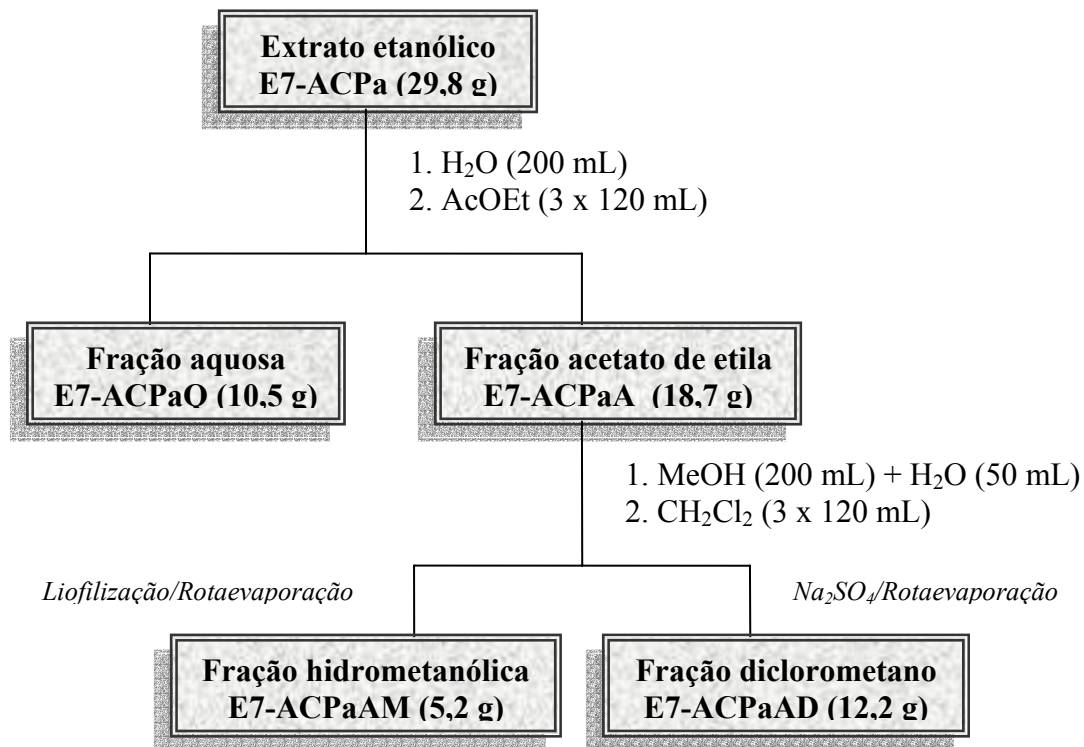 Extrato etanólico
E7-ACPa (29,8 g)
1. H₂O (200 mL)
2. AcOEt (3 x 120 mL)
Fração aquosa
E7-ACPaQ (10,5 g)
Fração acetato de etila
E7-ACPaA (18,7 g)
1. MeOH (200 mL) + H₂O (50 mL)
2. CH₂Cl₂ (3 x 120 mL)
Liofilização/Rotaevaporação
Na₂SO₄/Rotaevaporação
Fração hidrometanólica
E7-ACPaAM (5,2 g)
Fração diclorometano
E7-ACPaAD (12,2 g)